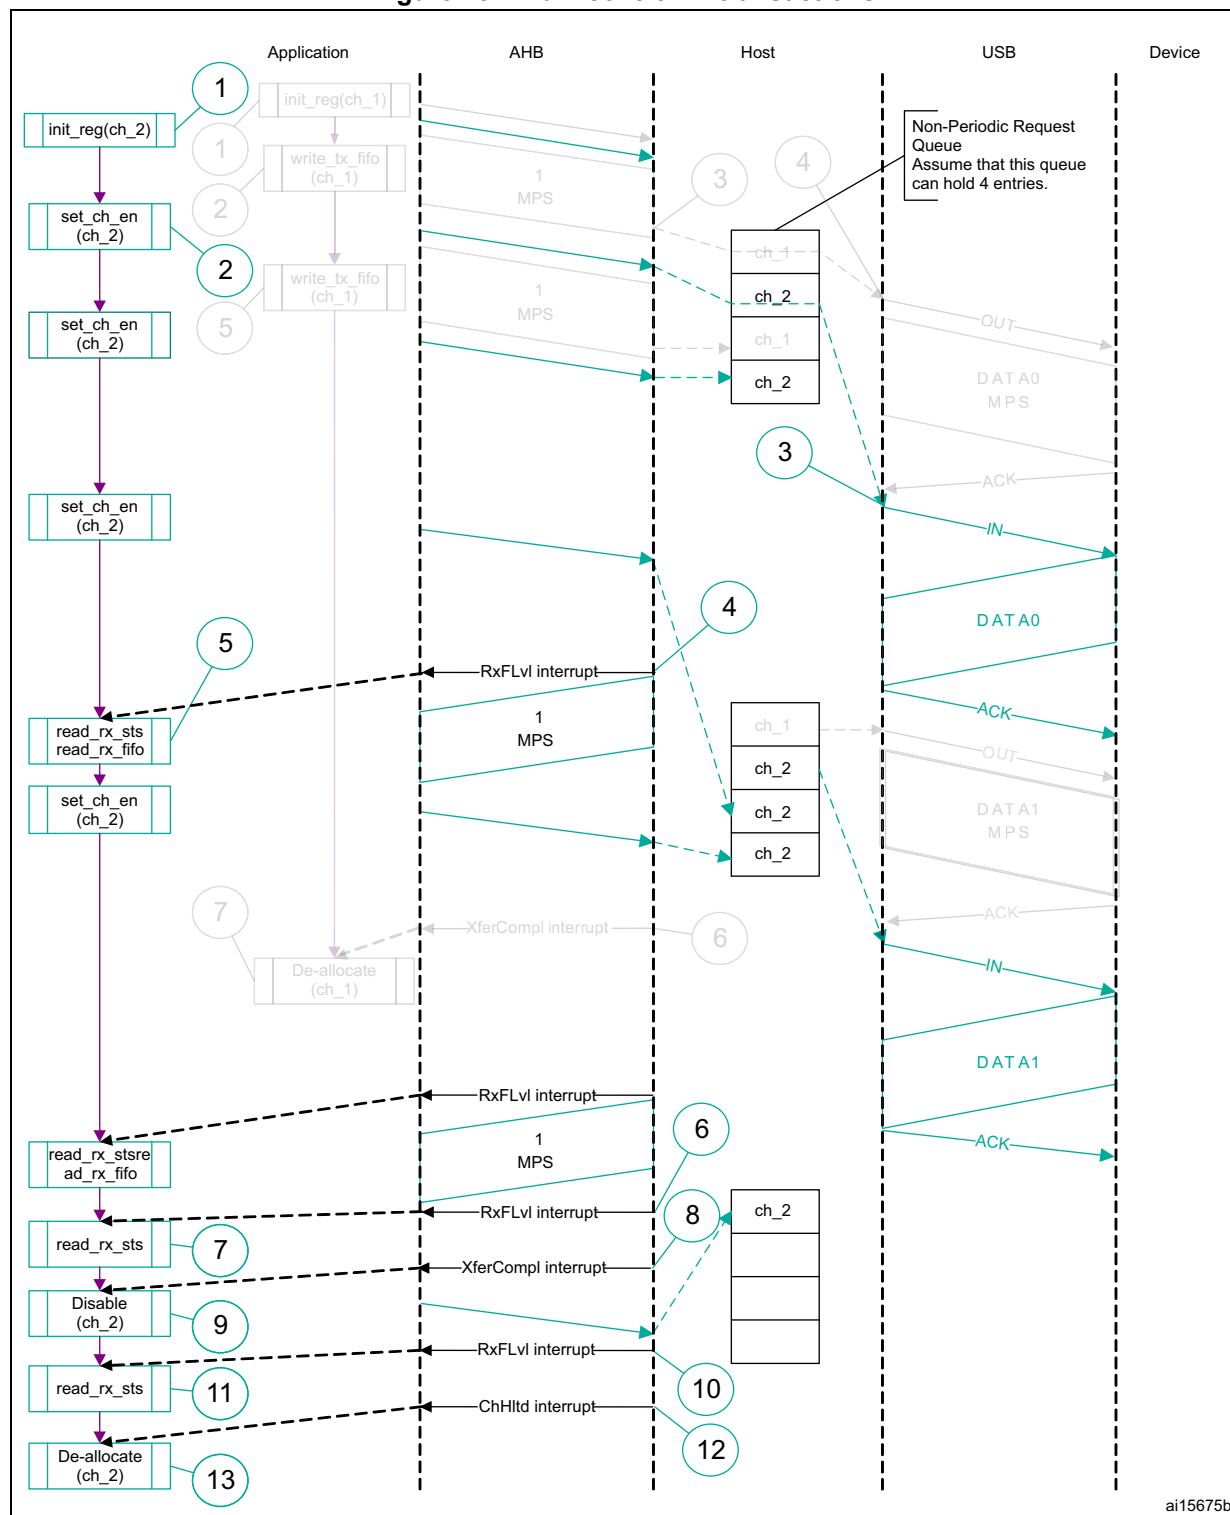 Application
AHB
Host
USB
Device
1
init_reg(ch_1)
init_reg(ch_2)
1
write_tx_fifo
(ch_1)
1
MPS
3
4
Non-Periodic Request
Queue
Assume that this queue
can hold 4 entries.
2
set_ch_en
(ch_2)
2
ch_1
write_tx_fifo
(ch_1)
5
1
MPS
ch_2
set_ch_en
(ch_2)
OUT
ch_1
ch_2
DATA0
MPS
3
ACK
set_ch_en
(ch_2)
IN
4
DATA0
5
RxFLvl interrupt
read_rx_sts
read_rx_fifo
1
MPS
ACK
ch_1
OUT
ch_2
set_ch_en
(ch_2)
ch_2
DATA1
MPS
ch_2
7
XferCompl interrupt
6
ACK
De-allocate
(ch_1)
IN
DATA1
RxFLvl interrupt
read_rx_stsre
ad_rx_fifo
1
MPS
6
ACK
RxFLvl interrupt
8
ch_2
read_rx_sts
7
XferCompl interrupt
Disable
(ch_2)
9
RxFLvl interrupt
read_rx_sts
11
10
ChHltd interrupt
12
De-allocate
(ch_2)
13
ai15675b